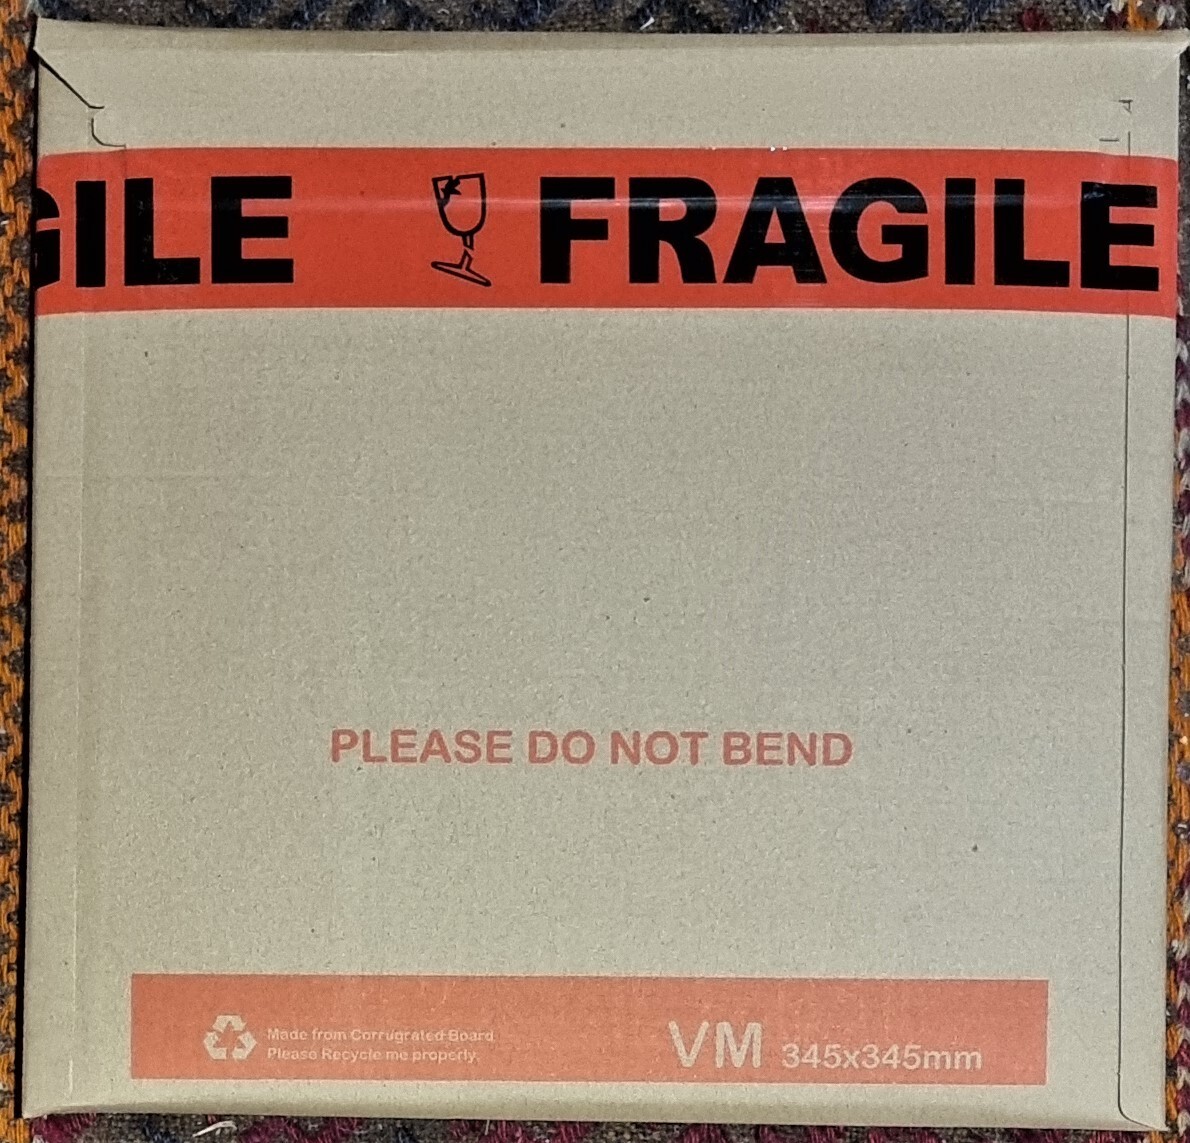 GILE FRAGILE
PLEASE DO NOT BEND
Made from Corrugrated Board
Please Recycle me properly.
VM 345x345mm